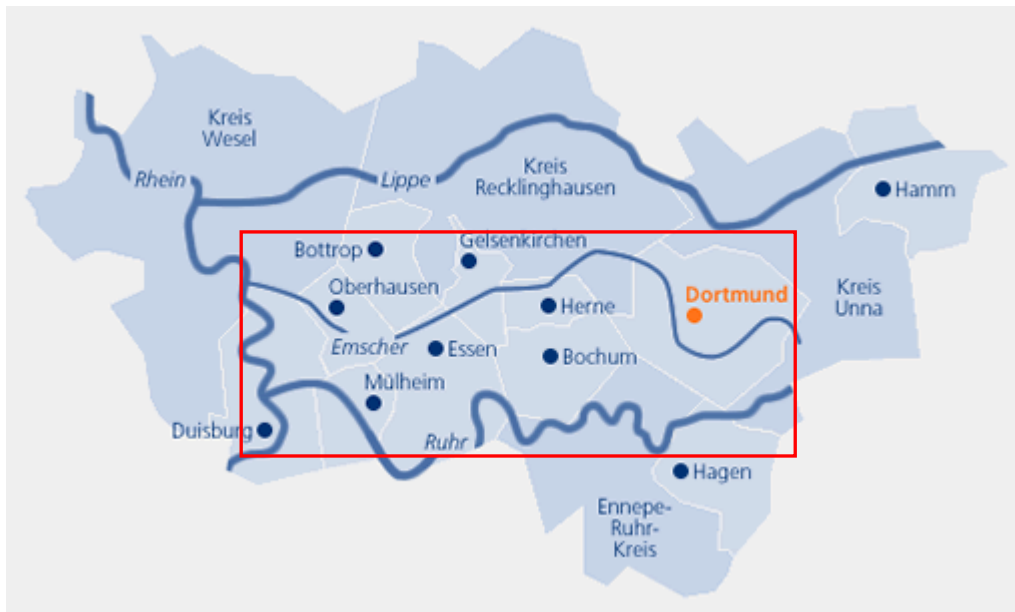 Kreis
Wesel
Rhein
Lippe
Kreis
Recklinghausen
Hamm
Bottrop
Gelsenkirchen
Oberhausen
Herne
Dortmund
Kreis
Unna
Emscher
Essen
Bochum
Mülheim
Duisburg
Ruhr
Hagen
Ennepe-
Ruhr-
Kreis